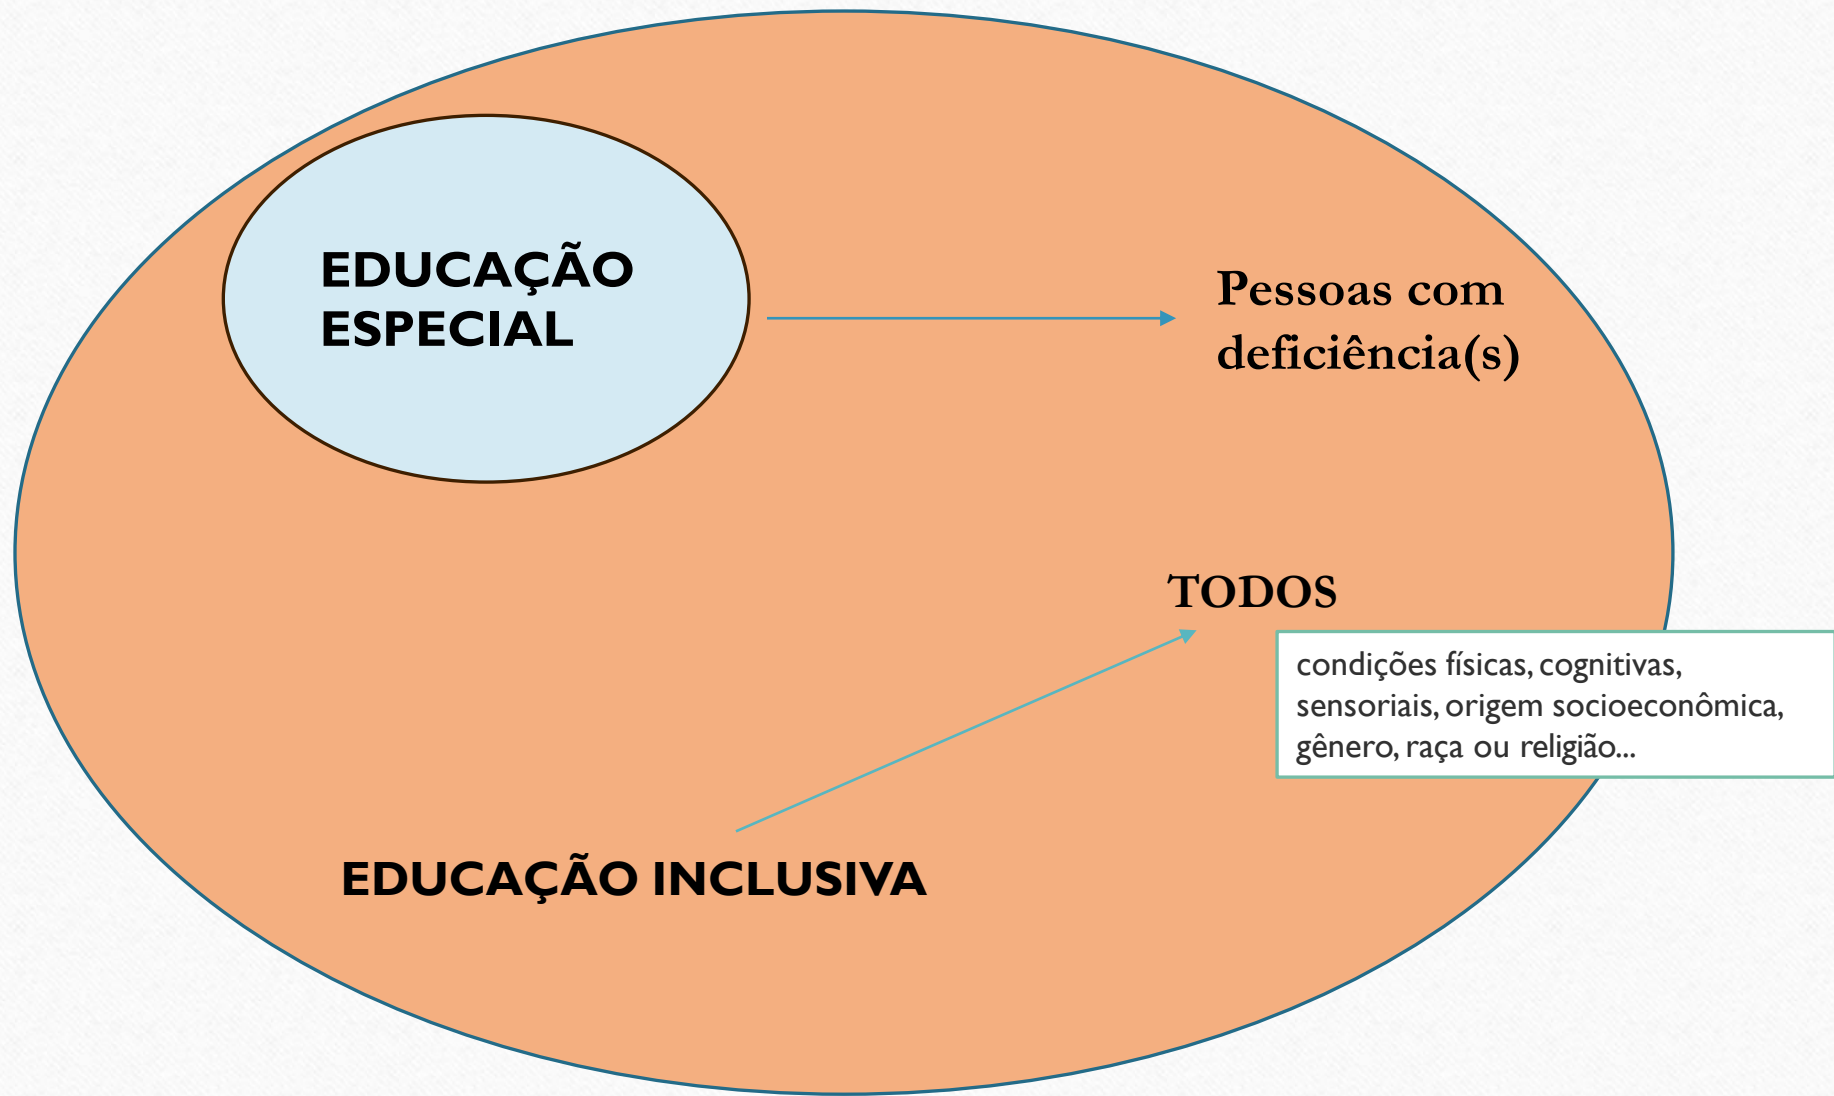 EDUCAÇÃO
ESPECIAL
Pessoas com
deficiência(s)
TODOS
condições físicas, cognitivas,
sensoriais, origem socioeconômica,
gênero, raça ou religião...
EDUCAÇÃO INCLUSIVA